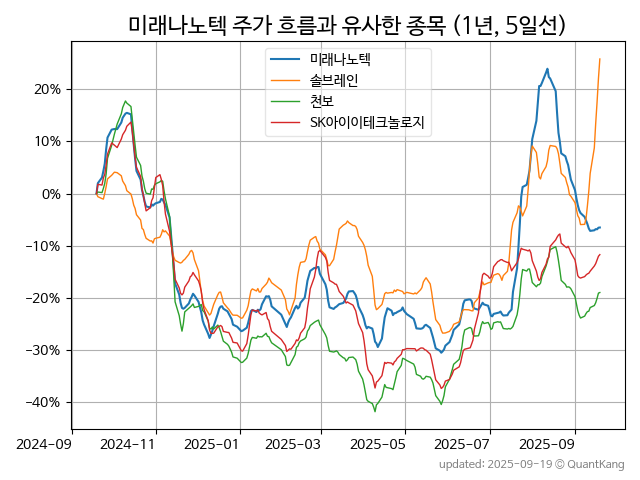 미래나노텍 주가 흐름과 유사한 종목 (1년, 5일선)
미래나노텍
솔브레인
천보
SK아이이테크놀로지
20%
10%
0%
−10%
−20%
−30%
−40%
2024-09 2024-11 2025-01 2025-03 2025-05 2025-07 2025-09
updated: 2025-09-19 © QuantKang